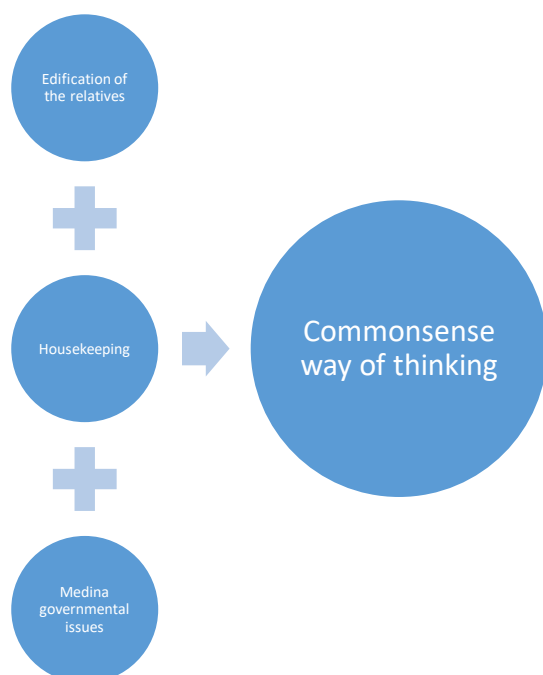 Edification of
the relatives
Housekeeping
Commonsense
way of thinking
Medina
governmental
issues